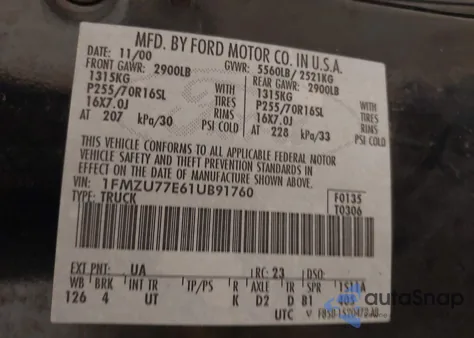 MFD. BY FORD MOTOR CO. IN U.S.A.
DATE: 11/00 GVWR: 5560LB / 2521KG
FRONT GAWR: 2900LB REAR GAWR: 2900LB
1315KG WITH 1315KG WITH
P255/70R16SL TIRES P255/70R16SL TIRES
16X7.0J RIMS 16X7.0J RIMS
AT 207 kPa/30 PSI COLD AT 228 kPa/33 PSI COLD
THIS VEHICLE CONFORMS TO ALL APPLICABLE FEDERAL MOTOR
VEHICLE SAFETY AND THEFT PREVENTION STANDARDS IN
EFFECT ON THE DATE OF MANUFACTURE SHOWN ABOVE.
VIN: 1FMZU77E61UB91760 F0135
TYPE: TRUCK T0306
EXT PNT: UA RC: 23 DSO:
WB BRK INT TR TP/PS R AXLE TR SPR
126 4 UT K D2 D B1
UTC
autoSnap